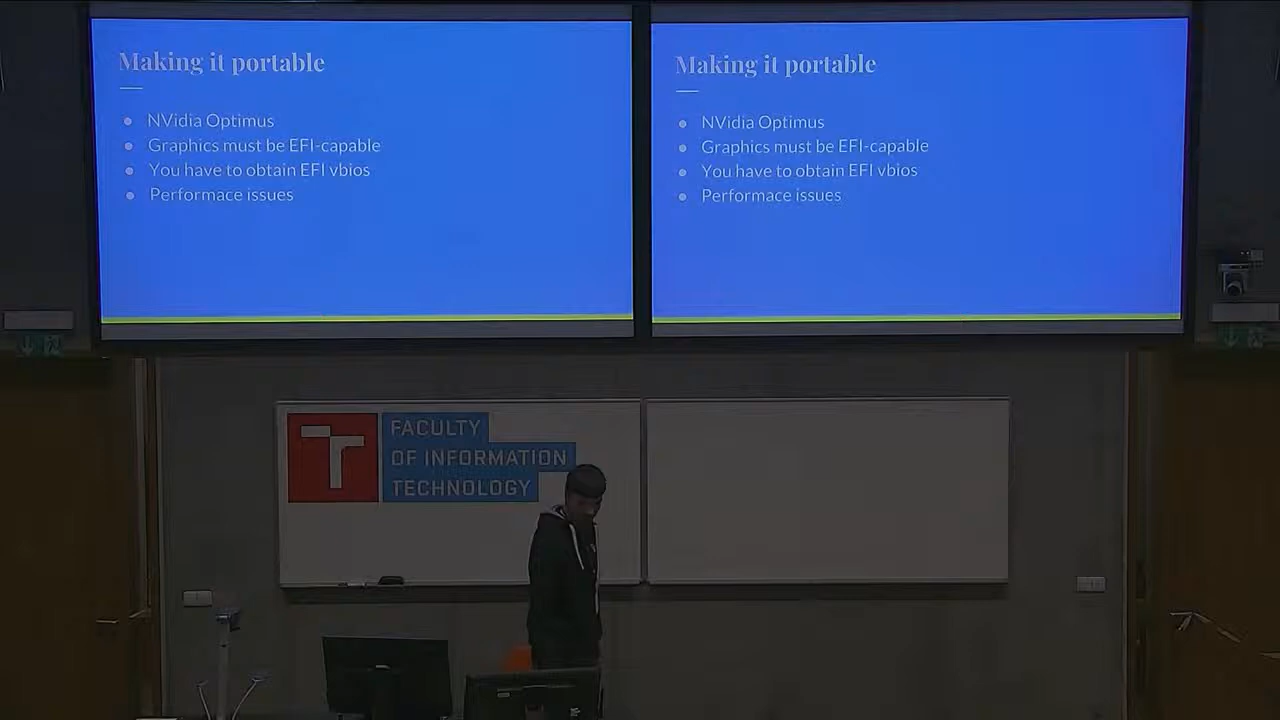 Making it portable
NVidia Optimus
Graphics must be EFI-capable
You have to obtain EFI vbios
Performace issues
Making it portable
NVidia Optimus
Graphics must be EFI-capable
You have to obtain EFI vbios
Performace issues
FACULTY
OF INFORMATION
TECHNOLOGY